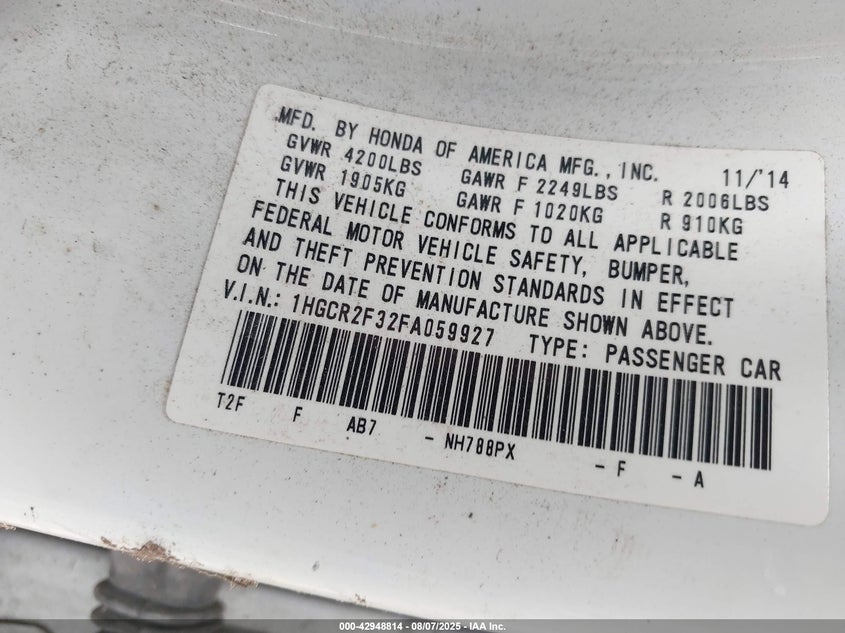 MFD. BY HONDA OF AMERICA MFG., INC. 11/'14
GVWR 4200LBS GAWR F 2249LBS R 2006LBS
GVWR 1905KG GAWR F 1020KG R 910KG
THIS VEHICLE CONFORMS TO ALL APPLICABLE
FEDERAL MOTOR VEHICLE SAFETY, BUMPER,
AND THEFT PREVENTION STANDARDS IN EFFECT
ON THE DATE OF MANUFACTURE SHOWN ABOVE.
V.I.N.: 1HGCR2F32FA059927 TYPE: PASSENGER CAR
T2F F AB7 - NH788PX - F - A
000-42948814 - 08/07/2025 - IAA Inc.